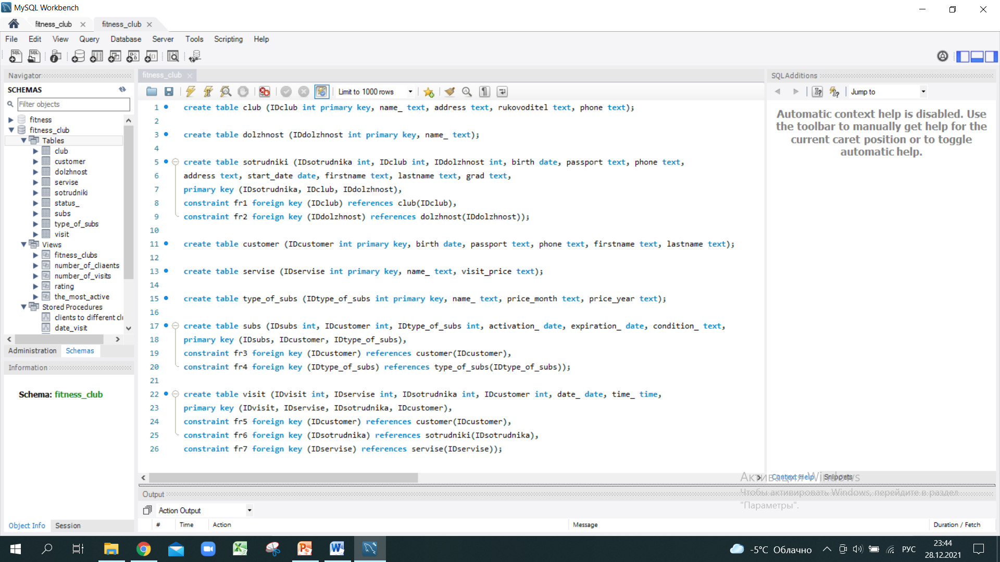 MySQL Workbench
fitness_club
fitness_club
File Edit View Query Database Server Tools Scripting Help
Navigator
SCHEMAS
Filter objects
fitness
fitness_club
Tables
club
customer
dolzhnost
servise
sotrudniki
status_
subs
type_of_subs
visit
Views
fitness_clubs
number_of_cliaents
number_of_visits
rating
the_most_active
Stored Procedures
clients to different clu
date_visit
Administration Schemas
Information
Schema: fitness_club
Object Info Session
fitness_club
Limit to 1000 rows
1 create table club (IDclub int primary key, name_ text, address text, rukovoditel text, phone text);
2
3 create table dolzhnost (IDdolzhnost int primary key, name_ text);
4
5 create table sotrudniki (IDsotrudnika int, IDclub int, IDdolzhnost int, birth date, passport text, phone text,
6 address text, start_date date, firstname text, lastname text, grad text,
7 primary key (IDsotrudnika, IDclub, IDdolzhnost),
8 constraint fr1 foreign key (IDclub) references club(IDclub),
9 constraint fr2 foreign key (IDdolzhnost) references dolzhnost(IDdolzhnost));
10
11 create table customer (IDcustomer int primary key, birth date, passport text, phone text, firstname text, lastname text);
12
13 create table servise (IDservise int primary key, name_ text, visit_price text);
14
15 create table type_of_subs (IDtype_of_subs int primary key, name_ text, price_month text, price_year text);
16
17 create table subs (IDsubs int, IDcustomer int, IDtype_of_subs int, activation_ date, expiration_ date, condition_ text,
18 primary key (IDsubs, IDcustomer, IDtype_of_subs),
19 constraint fr3 foreign key (IDcustomer) references customer(IDcustomer),
20 constraint fr4 foreign key (IDtype_of_subs) references type_of_subs(IDtype_of_subs));
21
22 create table visit (IDvisit int, IDservise int, IDsotrudnika int, IDcustomer int, date_ date, time_ time,
23 primary key (IDvisit, IDservise, IDsotrudnika, IDcustomer),
24 constraint fr5 foreign key (IDcustomer) references customer(IDcustomer),
25 constraint fr6 foreign key (IDsotrudnika) references sotrudniki(IDsotrudnika),
26 constraint fr7 foreign key (IDservise) references servise(IDservise));
SQLAdditions
Jump to
Automatic context help is disabled. Use
the toolbar to manually get help for the
current caret position or to toggle
automatic help.
Context Help Snippets
Активация Windows
Чтобы активировать Windows, перейдите в раздел
"Параметры".
Output
Action Output
# Time Action Message Duration / Fetch
-5°C Облачно
РУС
23:44
28.12.2021